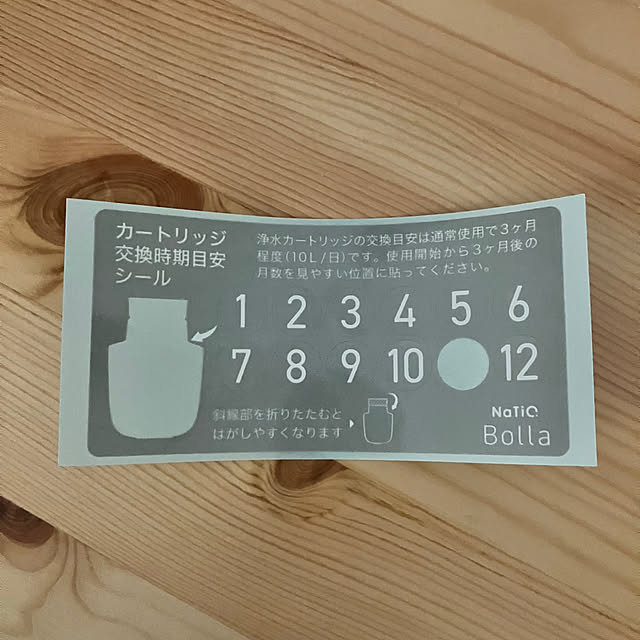 カートリッジ
交換時期目安
シール
浄水カートリッジの交換目安は通常使用で3ヶ月
程度(10L/日)です。使用開始から3ヶ月後の
月数を見やすい位置に貼ってください。
1 2 3 4 5 6
7 8 9 10 12
斜線部を折りたたむと
はがしやすくなります
NaTiO
Bolla